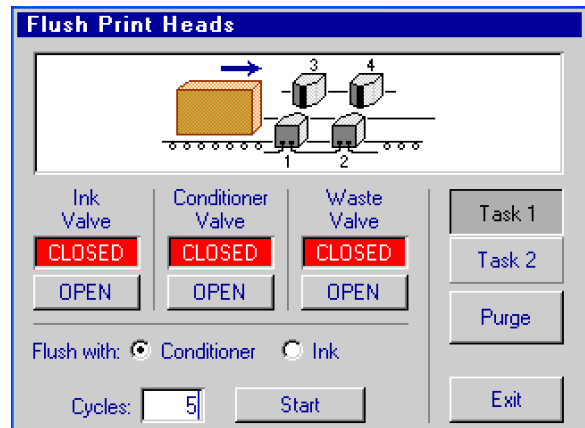 Flush Print Heads
3 4
1 2
Ink Valve
Conditioner Valve
Waste Valve
CLOSED CLOSED CLOSED
OPEN OPEN OPEN
Task 1
Task 2
Purge
Flush with: Conditioner Ink
Cycles: 5 Start
Exit